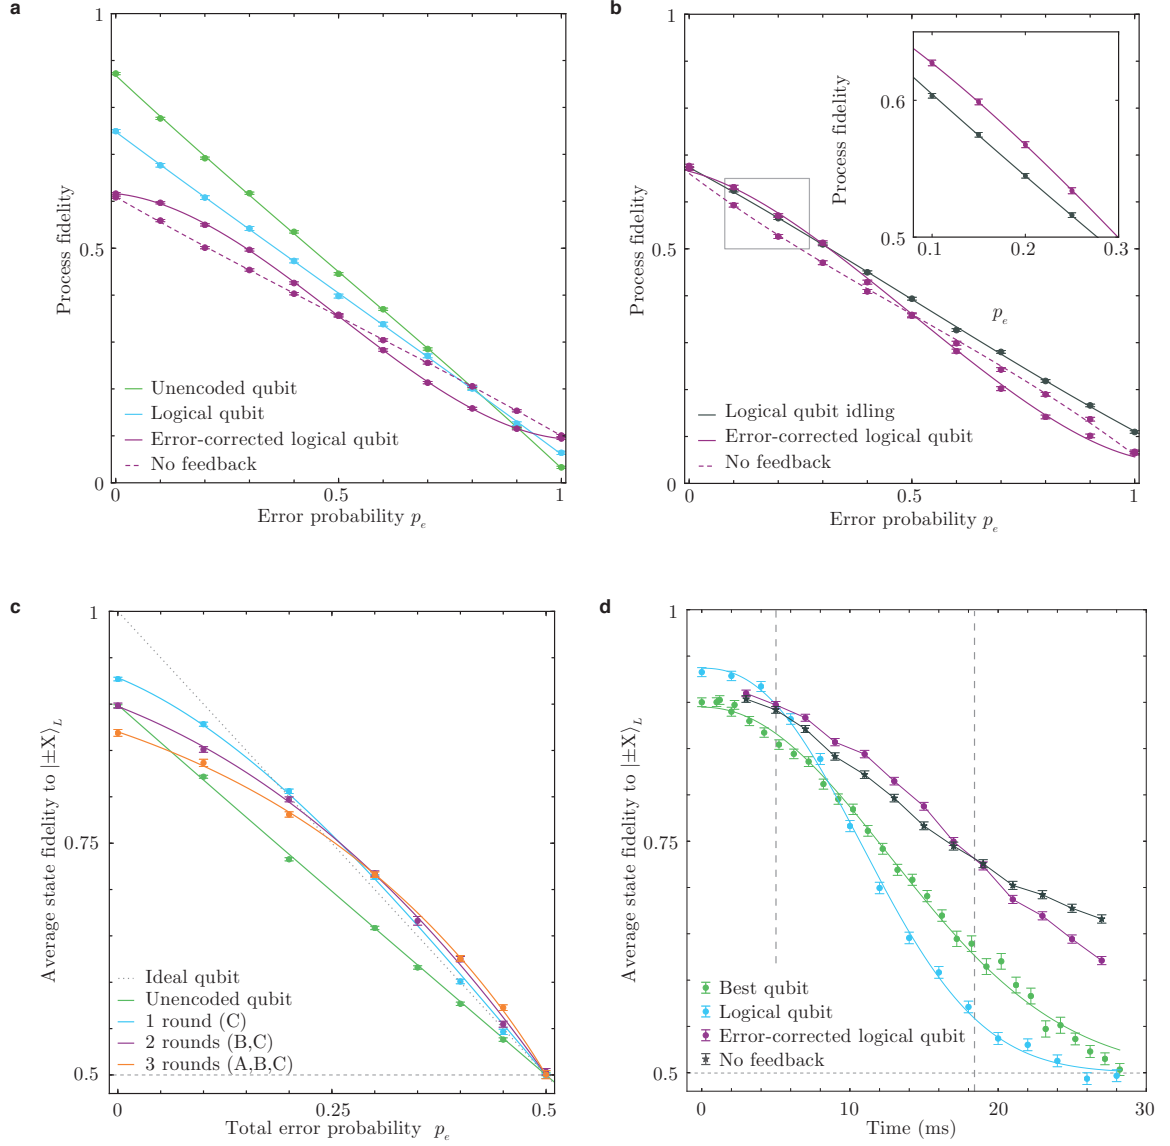 a
1
0.5
0
Process fidelity
Unencoded qubit
Logical qubit
Error-corrected logical qubit
No feedback
0
0.5
1
Error probability p_e
b
1
0.5
0
Process fidelity
Process fidelity
0.6
0.5
0.1
0.2
0.3
p_e
Logical qubit idling
Error-corrected logical qubit
No feedback
0
0.5
1
Error probability p_e
c
1
0.75
0.5
Average state fidelity to |±X⟩_L
Ideal qubit
Unencoded qubit
1 round (C)
2 rounds (B,C)
3 rounds (A,B,C)
0
0.25
0.5
Total error probability p_e
d
1
0.75
0.5
Average state fidelity to |±X⟩_L
Best qubit
Logical qubit
Error-corrected logical qubit
No feedback
0
10
20
30
Time (ms)